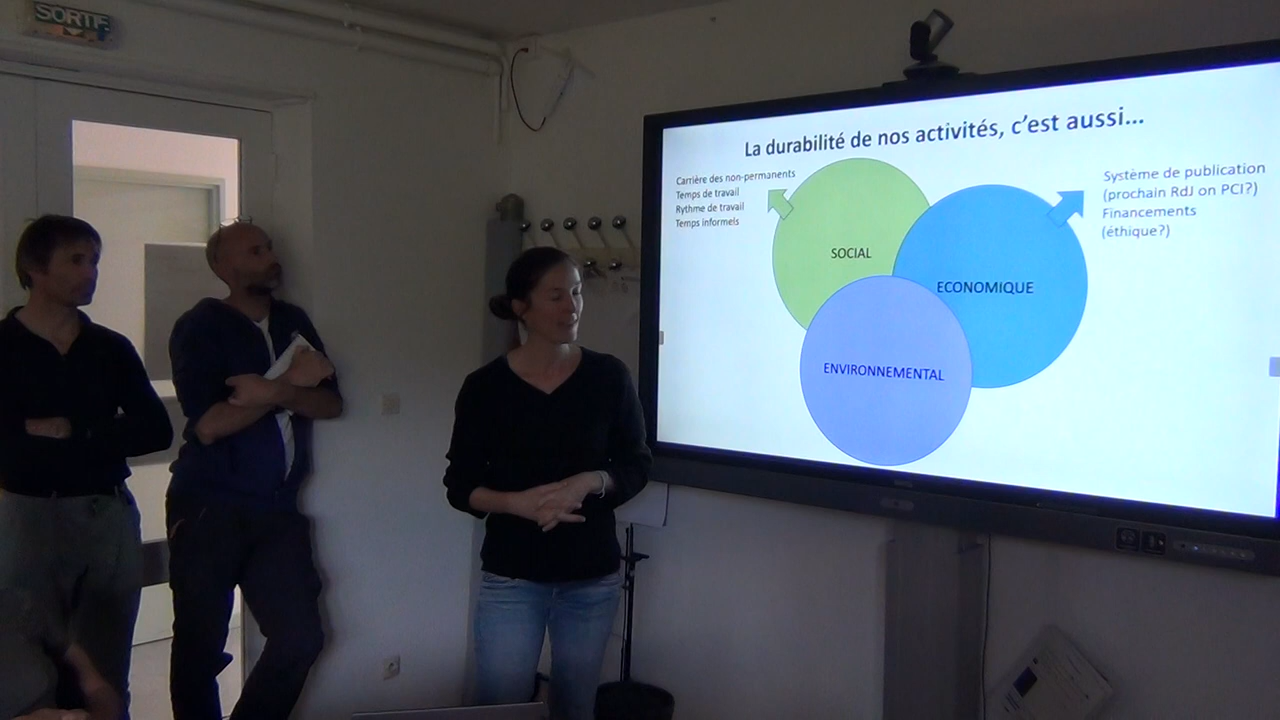 SORTIE
La durabilité de nos activités, c'est aussi...
Carrière des non-permanents
Temps de travail
Rythme de travail
Temps informels
Système de publication
(prochain RdJ on PCI?)
Financements
(éthique?)
SOCIAL
ECONOMIQUE
ENVIRONNEMENTAL